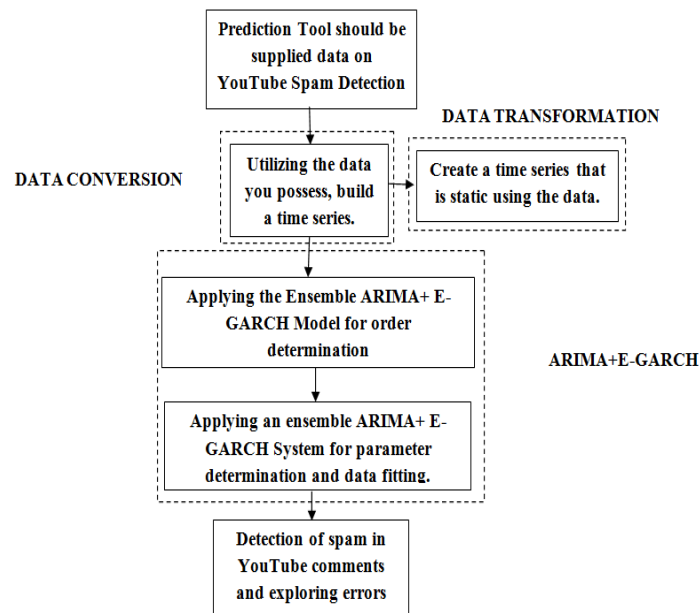 Prediction Tool should be
supplied data on
YouTube Spam Detection
DATA TRANSFORMATION
DATA CONVERSION
Utilizing the data
you possess, build
a time series.
Create a time series that
is static using the data.
Applying the Ensemble ARIMA+ E-
GARCH Model for order
determination
ARIMA+E-GARCH
Applying an ensemble ARIMA+ E-
GARCH System for parameter
determination and data fitting.
Detection of spam in
YouTube comments
and exploring errors